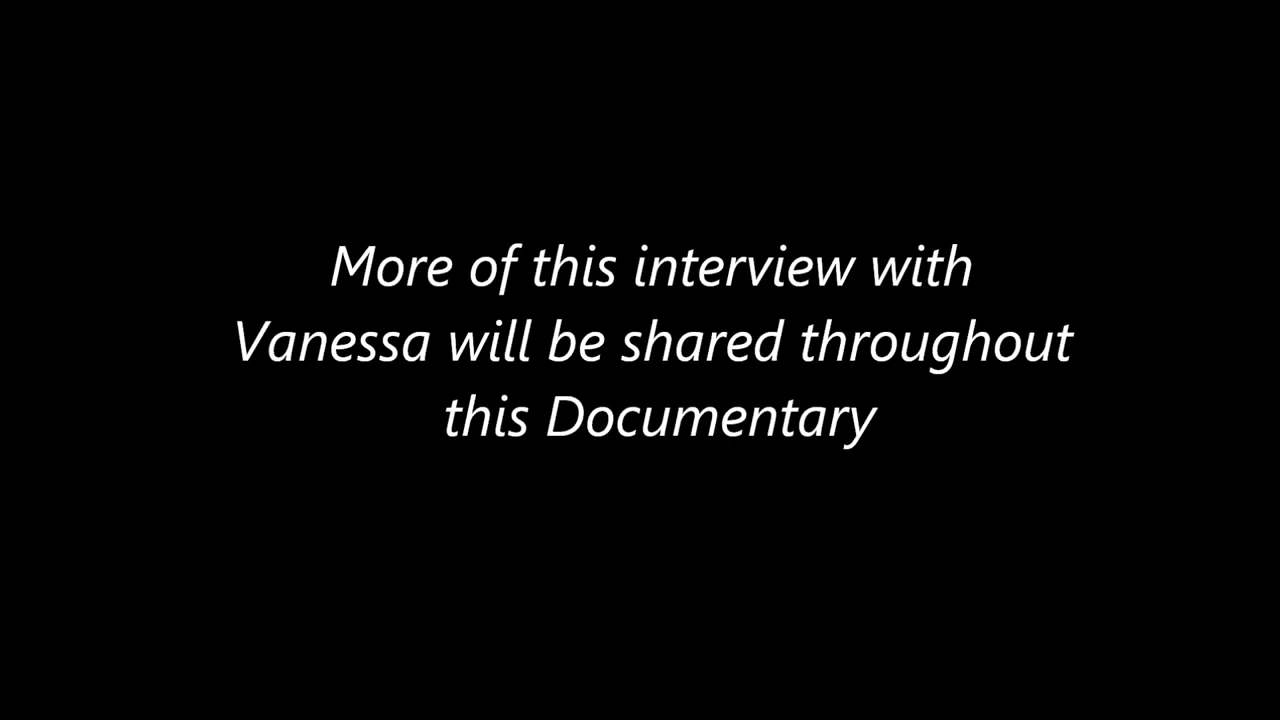 More of this interview with
Vanessa will be shared throughout
this Documentary